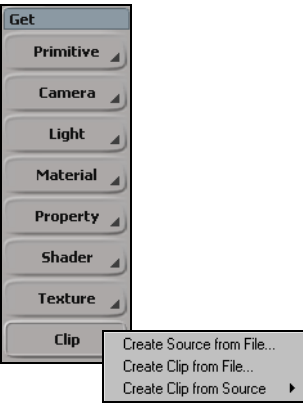 Get
Primitive
Camera
Light
Material
Property
Shader
Texture
Clip
Create Source from File...
Create Clip from File...
Create Clip from Source